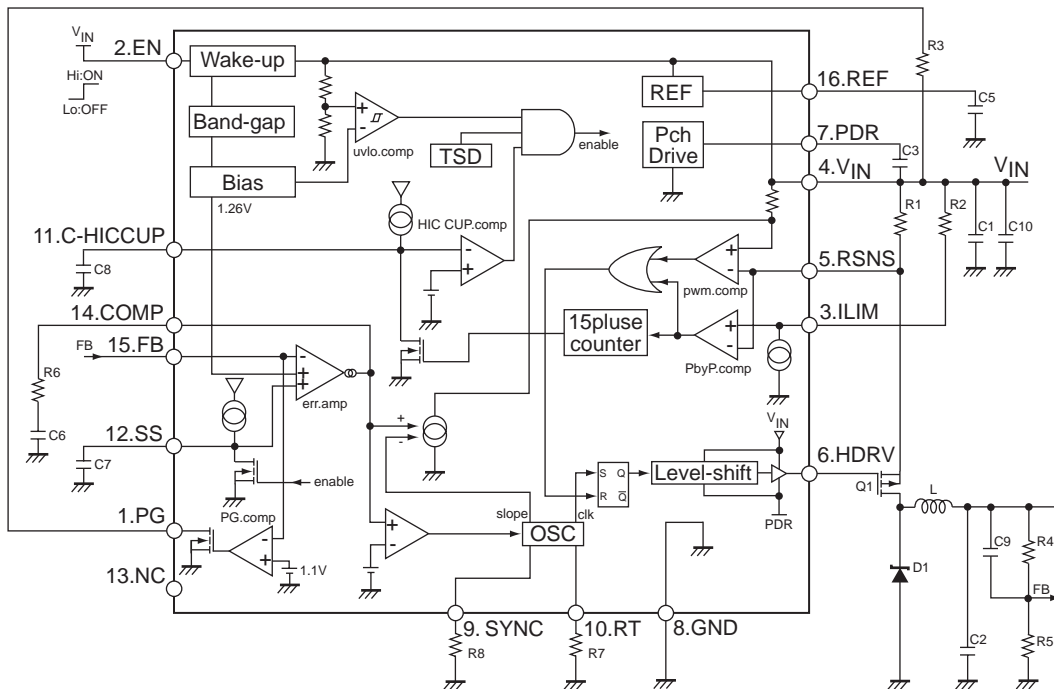 VIN
2.EN
Hi:ON
Lo:OFF
Wake-up
Band-gap
Bias
1.26V
+
-
uvlo.comp
TSD
enable
REF
Pch
Drive
16.REF
C5
7.PDR
C3
4.VIN
VIN
R3
R1
R2
C1
C10
11.C-HICCUP
C8
HIC CUP.comp
-
+
14.COMP
15.FB
FB
R6
C6
12.SS
C7
-
+
+
err.amp
enable
15pluse
counter
pwm.comp
+
-
5.RSNS
+
-
PbyP.comp
3.ILIM
+
-
VIN
6.HDRV
Q1
Level-shift
PDR
S Q
R Q
slope
clk
OSC
+
-
1.PG
PG.comp
-
+
1.1V
13.NC
9. SYNC
10.RT
8.GND
R8
R7
L
D1
C9
R4
FB
R5
C2